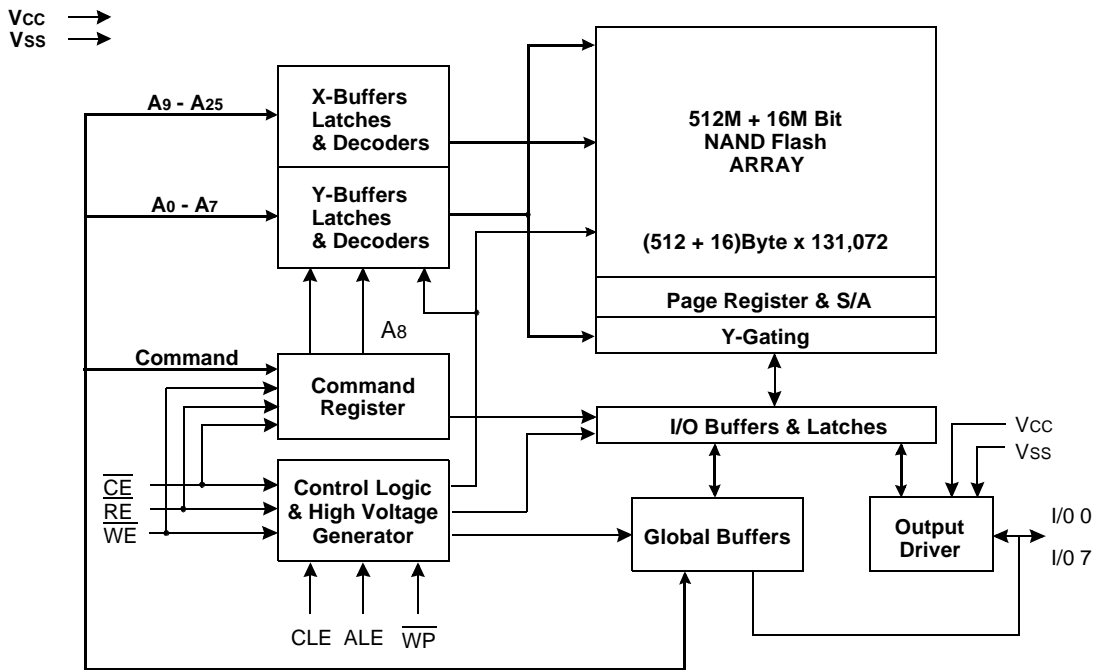 VCC
VSS
A9 - A25
X-Buffers
Latches
& Decoders
512M + 16M Bit
NAND Flash
ARRAY
A0 - A7
Y-Buffers
Latches
& Decoders
(512 + 16)Byte x 131,072
Page Register & S/A
A8
Y-Gating
Command
Command
Register
I/O Buffers & Latches
VCC
VSS
CE
RE
WE
Control Logic
& High Voltage
Generator
Global Buffers
Output
Driver
I/0 0
I/0 7
CLE ALE WP